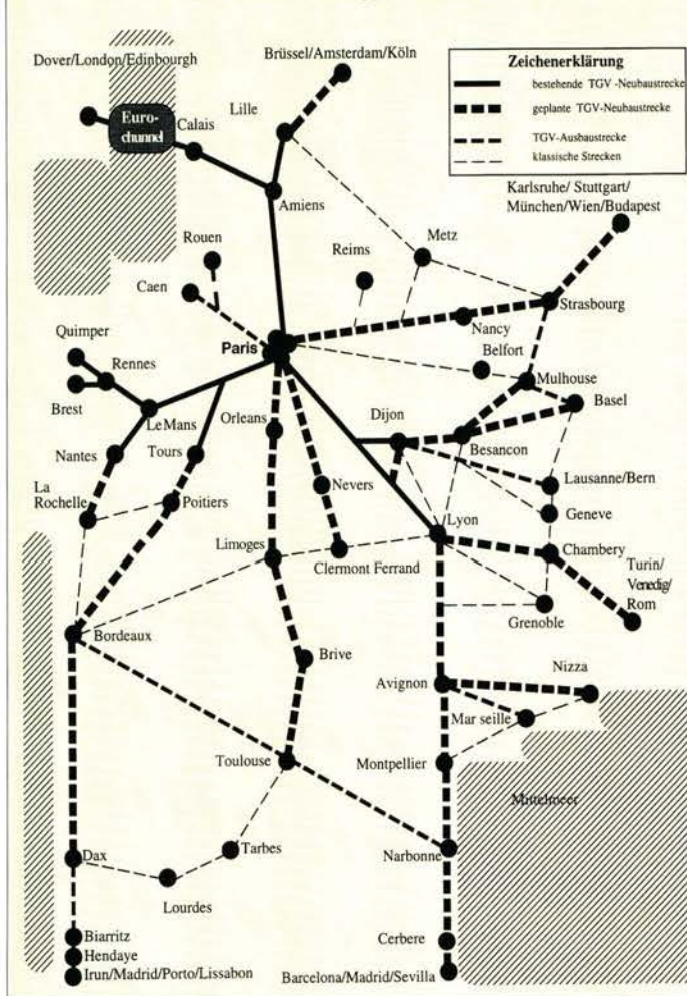 Dover/London/Edinbourgh
Brüssel/Amsterdam/Köln
Zeichenerklärung
bestehende TGV -Neubaustrecke
geplante TGV-Neubaustrecke
TGV-Ausbaustrecke
klassische Strecken
Lille
Euro-
chunnel
Calais
Amiens
Karlsruhe/ Stuttgart/
München/Wien/Budapest
Rouen
Reims
Metz
Caen
Strasbourg
Quimper
Paris
Nancy
Rennes
Belfort
Mulhouse
Brest
Le Mans
Orleans
Dijon
Basel
Nantes
Tours
Besancon
La
Rochelle
Nevers
Lausanne/Bern
Poitiers
Geneve
Lyon
Limoges
Clermont Ferrand
Chambery
Turin/
Venedig/
Rom
Grenoble
Bordeaux
Brive
Avignon
Nizza
Mar seille
Toulouse
Montpellier
Mittelmeer
Dax
Tarbes
Narbonne
Lourdes
Biarritz
Hendaye
Irun/Madrid/Porto/Lissabon
Cerbere
Barcelona/Madrid/Sevilla